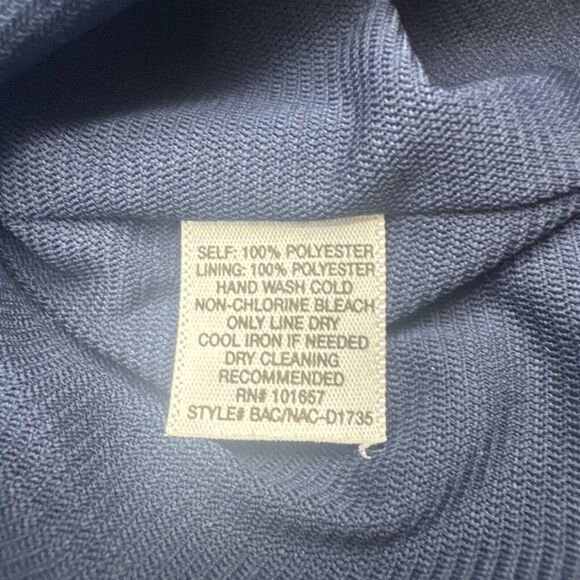 SELF: 100% POLYESTER
LINING: 100% POLYESTER
HAND WASH COLD
NON-CHLORINE BLEACH
ONLY LINE DRY
COOL IRON IF NEEDED
DRY CLEANING
RECOMMENDED
RN# 101657
STYLE# BAC/NAC-D1735